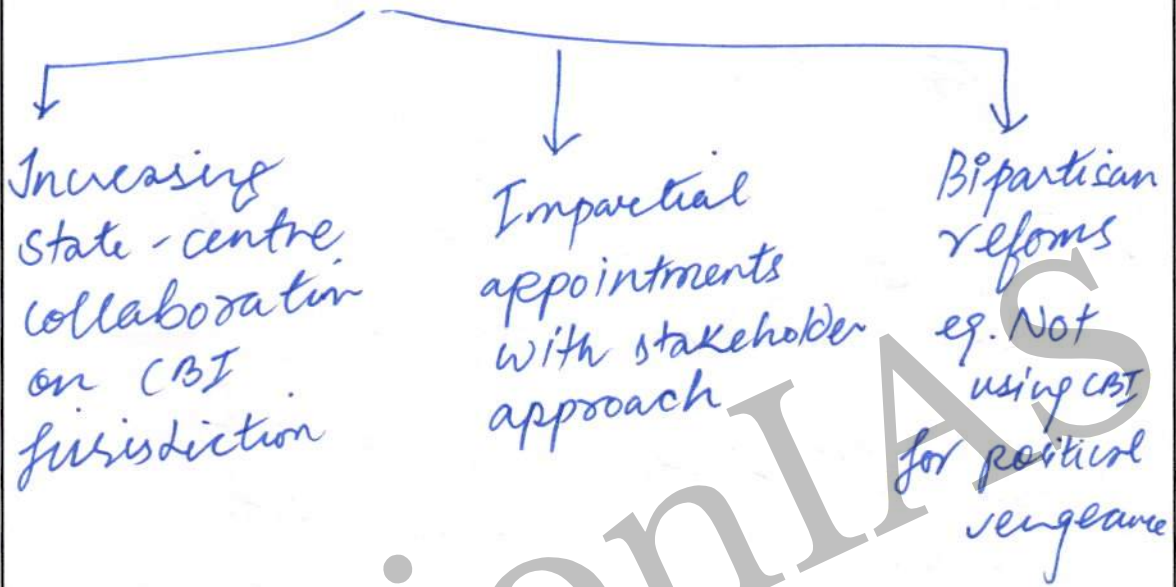 Increasing
state-centre
collaboration
on CBI
jurisdiction
Impartial
appointments
with stakeholder
approach
Bipartisan
reforms
eg. Not
using CBI
for political
vengeance
ionIAS